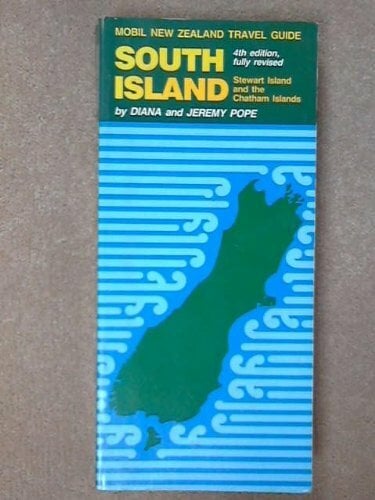 MOBIL NEW ZEALAND TRAVEL GUIDE
SOUTH
ISLAND
4th edition,
fully revised
Stewart Island
and the
Chatham Islands
by DIANA and JEREMY POPE